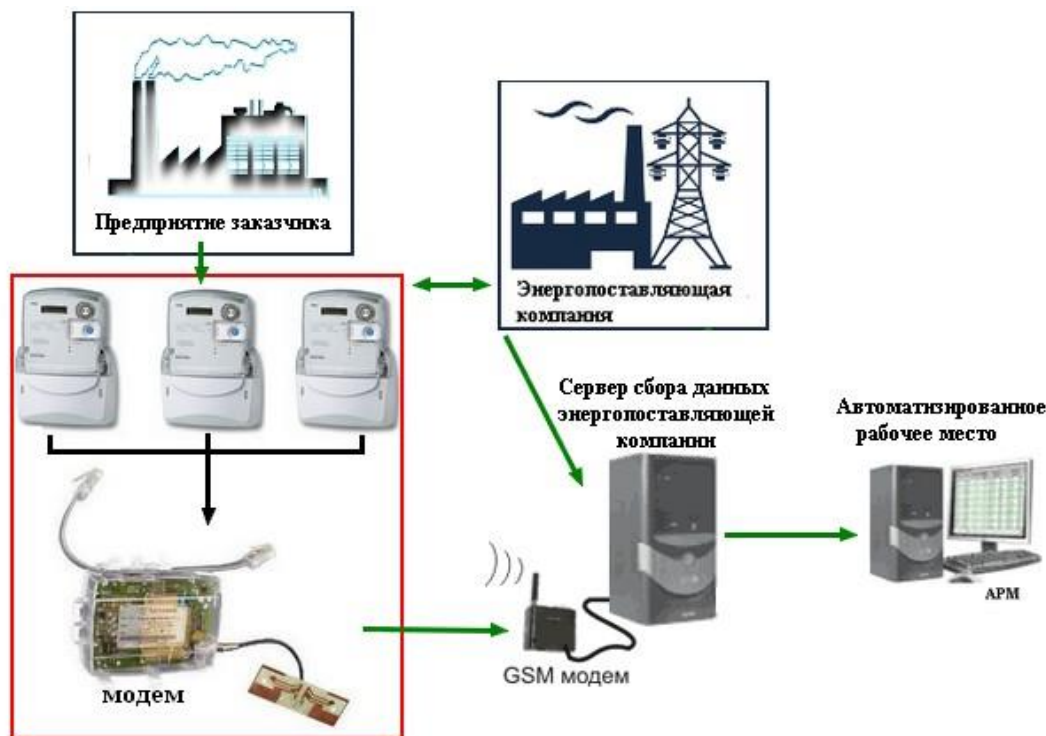 Предприятие заказчика
Энергопоставляющая
компания
Сервер сбора данных
энергопоставляющей
компании
Автоматизированное
рабочее место
АРМ
GSM модем
модем